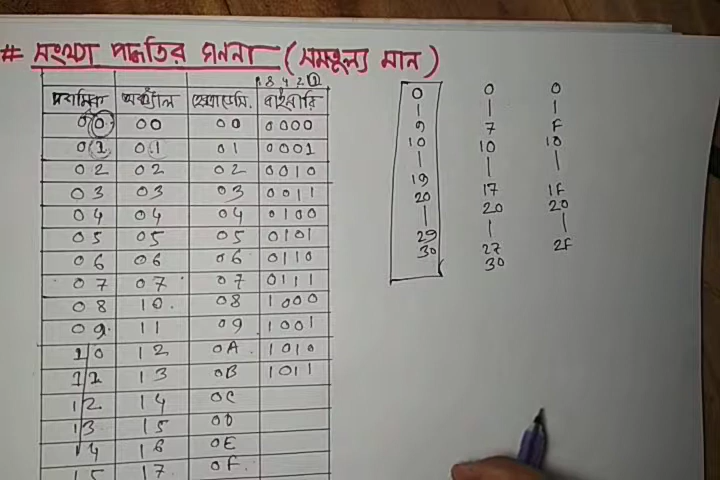 # সংখ্যা পদ্ধতির গননা (সমমূল্য মান)
8 4 2 1
দশমিক অক্ট্যাল হেক্সাডেসি. বাইনারি
00 00 00 0000
01 01 01 0001
02 02 02 0010
03 03 03 0011
04 04 04 0100
05 05 05 0101
06 06 06 0110
07 07 07 0111
08 10 08 1000
09 11 09 1001
10 12 0A 1010
11 13 0B 1011
12 14 0C
13 15 0D
14 16 0E
15 17 0F
0 0 0
9 7 F
10 10 10
19 17 1F
20 20 20
29 27 2F
30 30